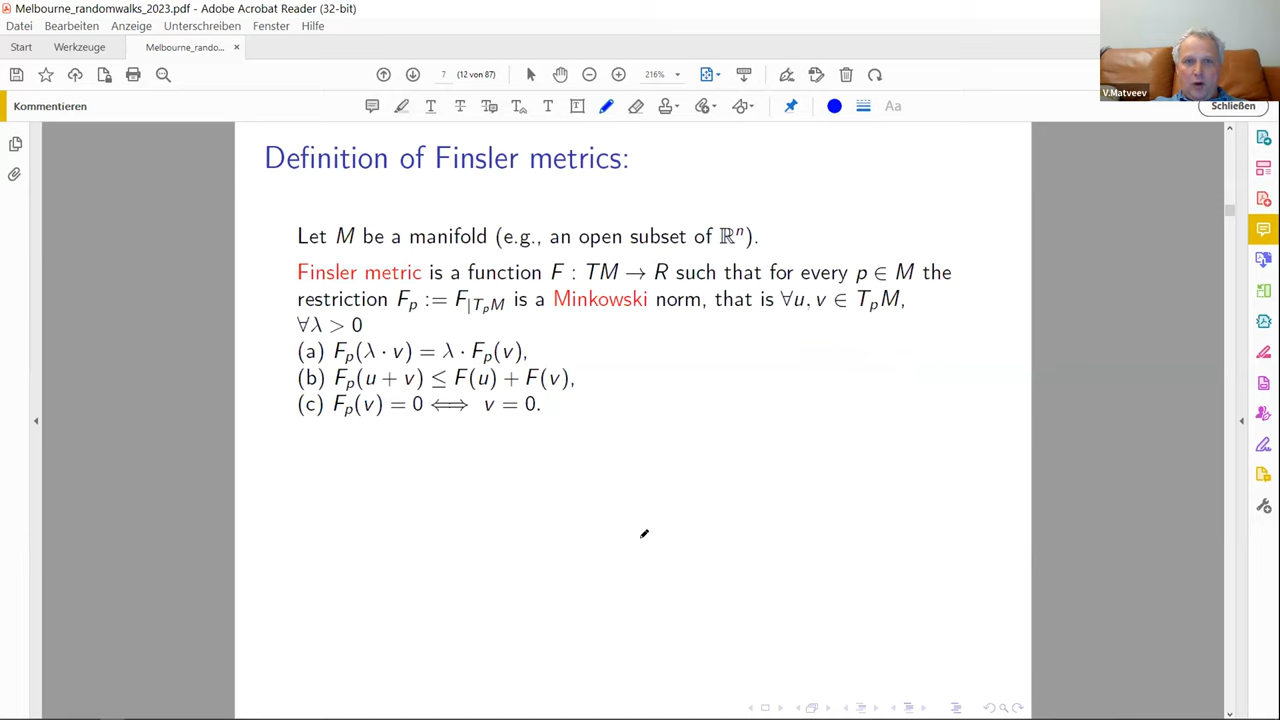 Melbourne_randomwalks_2023.pdf - Adobe Acrobat Reader (32-bit)
Datei Bearbeiten Anzeige Unterschreiben Fenster Hilfe
Start Werkzeuge Melbourne_rando... ×
7 (12 von 87) 216%
V.Matveev
Kommentieren Aa Schließen
Definition of Finsler metrics:
Let M be a manifold (e.g., an open subset of ℝⁿ).
Finsler metric is a function F : TM → R such that for every p ∈ M the
restriction Fₚ := F_{|TₚM} is a Minkowski norm, that is ∀u, v ∈ TₚM,
∀λ > 0
(a) Fₚ(λ · v) = λ · Fₚ(v),
(b) Fₚ(u + v) ≤ F(u) + F(v),
(c) Fₚ(v) = 0 ⟺ v = 0.